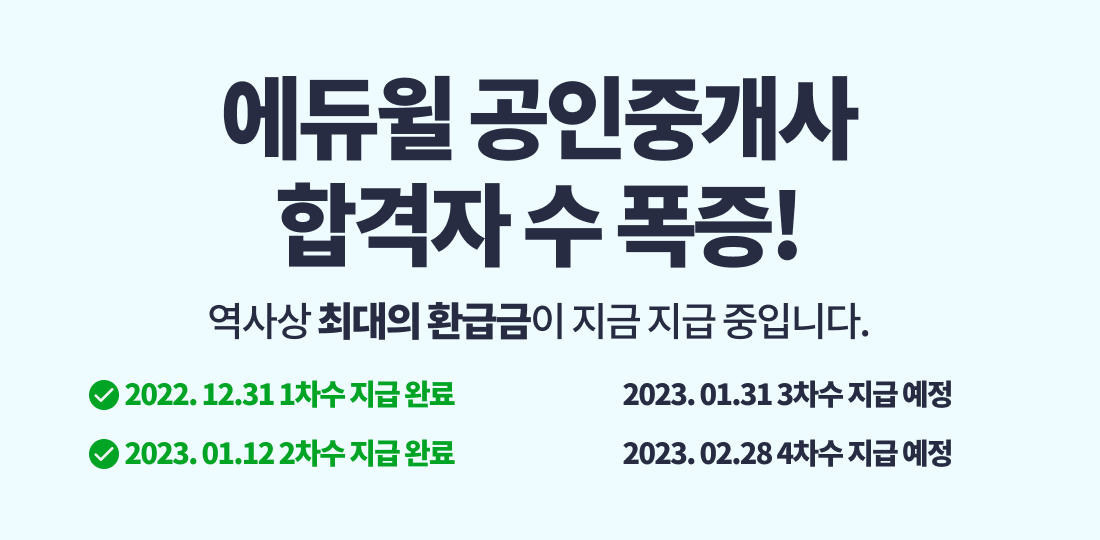 에듀윌 공인중개사
합격자 수 폭증!
역사상 최대의 환급금이 지금 지급 중입니다.
2022. 12.31 1차수 지급 완료
2023. 01.31 3차수 지급 예정
2023. 01.12 2차수 지급 완료
2023. 02.28 4차수 지급 예정